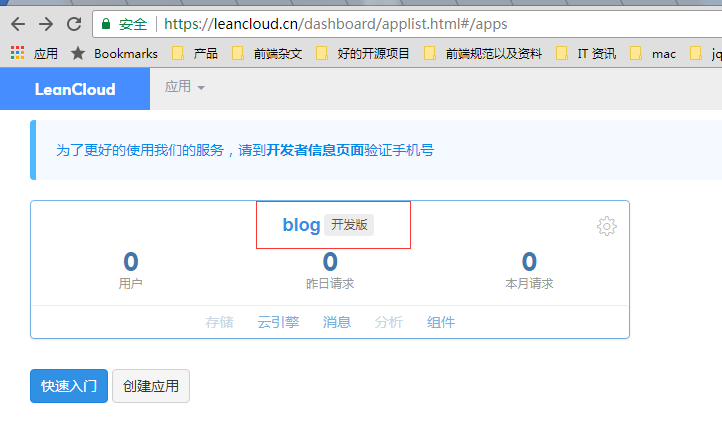 安全 https://leancloud.cn/dashboard/applist.html#/apps
应用 Bookmarks 产品 前端杂文 好的开源项目 前端规范以及资料 IT 资讯 mac jq
LeanCloud 应用
为了更好的使用我们的服务，请到开发者信息页面验证手机号
blog 开发版
0 0 0
用户 昨日请求 本月请求
存储 云引擎 消息 分析 组件
快速入门 创建应用